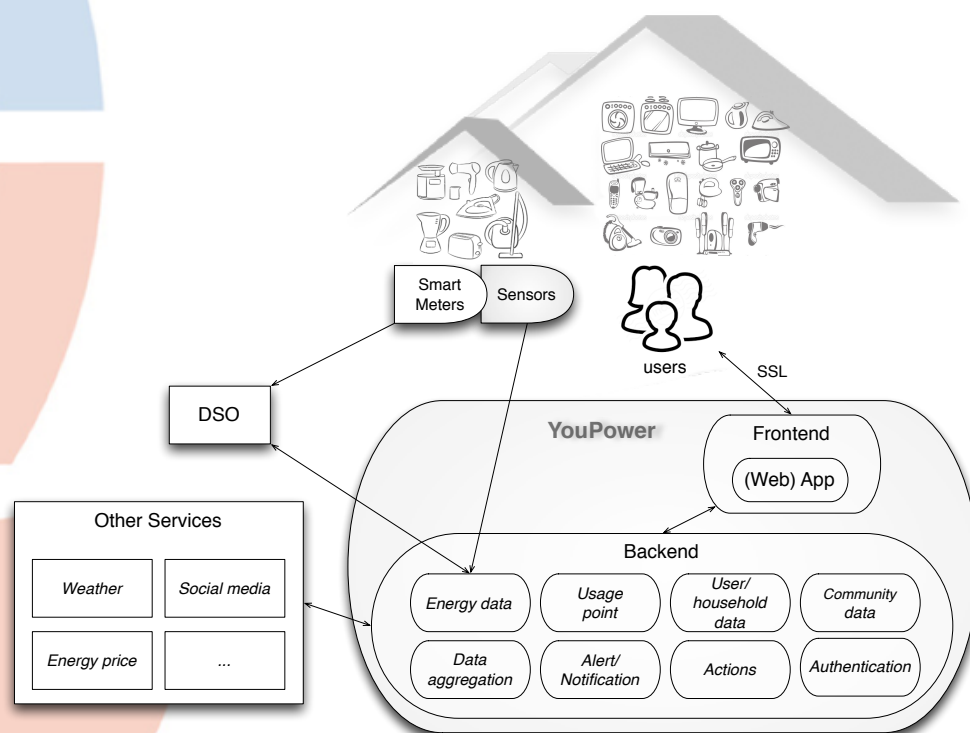 Smart
Meters
Sensors
users
SSL
DSO
YouPower
Frontend
(Web) App
Other Services
Weather
Social media
Energy price
...
Backend
Energy data
Usage
point
User/
household
data
Community
data
Data
aggregation
Alert/
Notification
Actions
Authentication